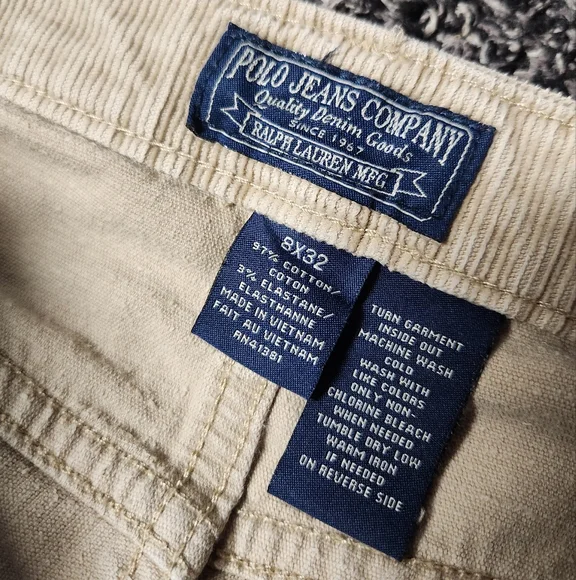 POLO JEANS COMPANY
Quality Denim Goods
SINCE 1967
RALPH LAUREN MFG.
8X32
97% COTTON/
COTON
3% ELASTANE/
ELASTHANNE
MADE IN VIETNAM
FAIT AU VIETNAM
RN41381
TURN GARMENT
INSIDE OUT
MACHINE WASH
COLD
WASH WITH
LIKE COLORS
ONLY NON-
CHLORINE BLEACH
WHEN NEEDED
TUMBLE DRY LOW
WARM IRON
IF NEEDED
ON REVERSE SIDE